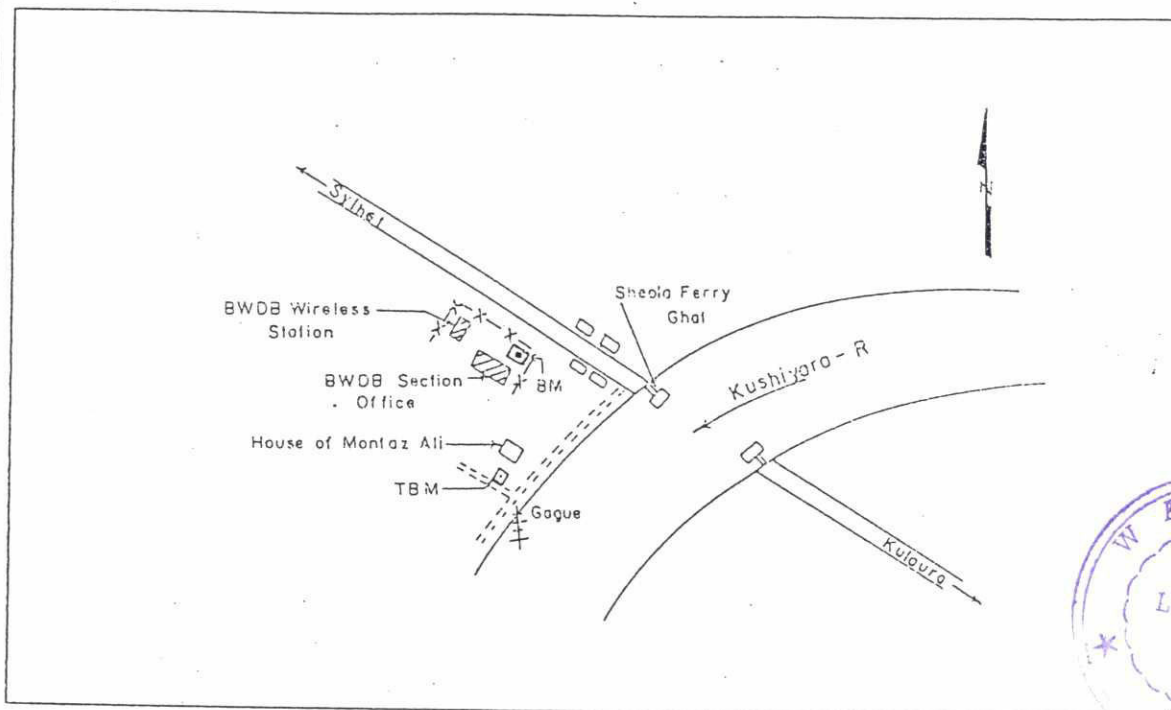 N
Sylhet
BWDB Wireless
Station
Sheola Ferry
Ghat
BM
BWDB Section
Office
Kushiyara - R
House of Montaz Ali
TBM
Gague
Kulaura
W
L